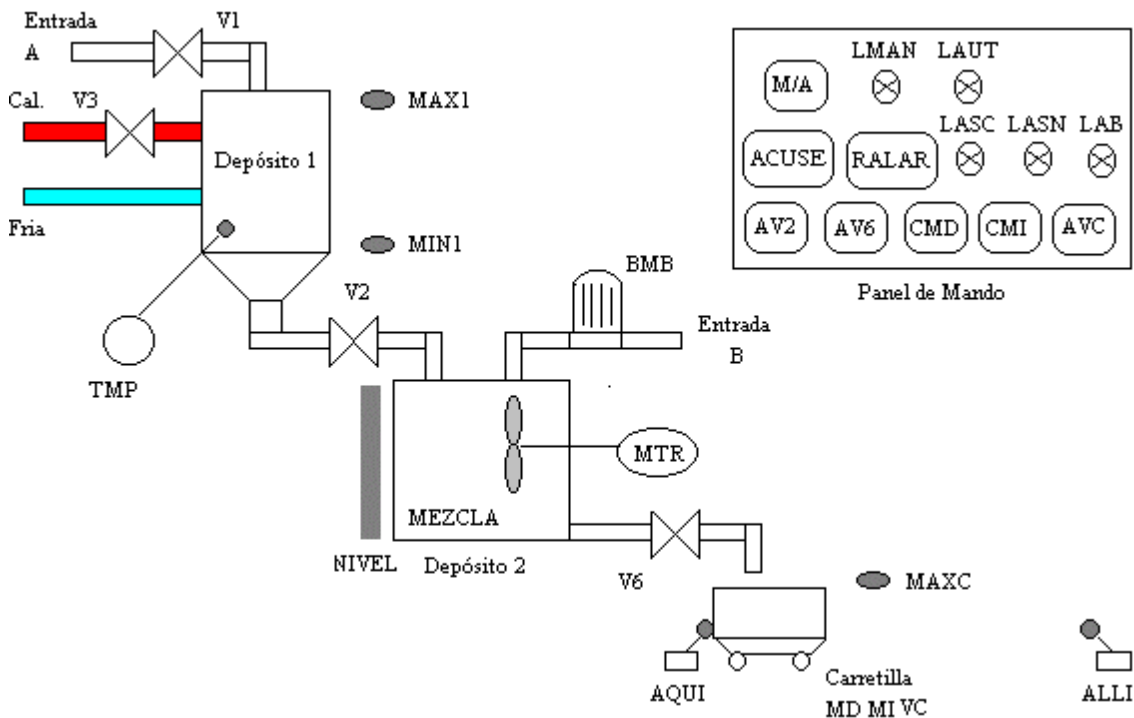 Entrada
A
V1
Cal.
V3
MAX1
Depósito 1
Fria
MIN1
TMP
V2
BMB
Entrada
B
NIVEL
MEZCLA
Depósito 2
MTR
V6
MAXC
AQUI
Carretilla
MD MI VC
ALLI
LMAN LAUT
M/A
LASC LASN LAB
ACUSE RALAR
AV2 AV6 CMD CMI AVC
Panel de Mando